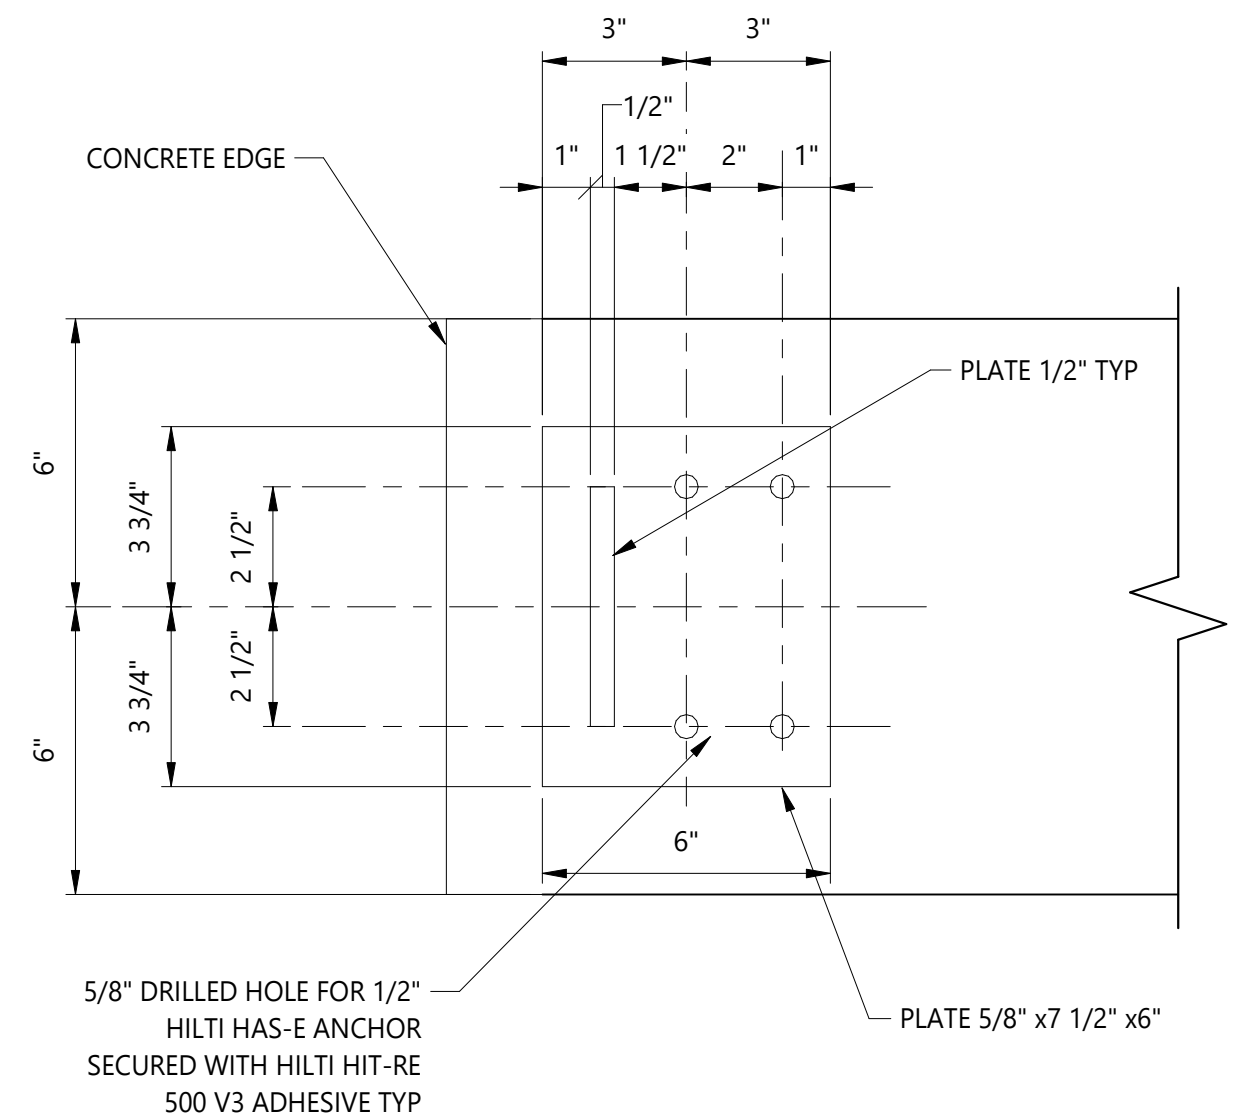 3" 3"
1/2"
1" 1 1/2" 2" 1"
CONCRETE EDGE
PLATE 1/2" TYP
6"
3 3/4"
2 1/2"
2 1/2"
3 3/4"
6"
6"
5/8" DRILLED HOLE FOR 1/2"
HILTI HAS-E ANCHOR
SECURED WITH HILTI HIT-RE
500 V3 ADHESIVE TYP
PLATE 5/8" x7 1/2" x6"